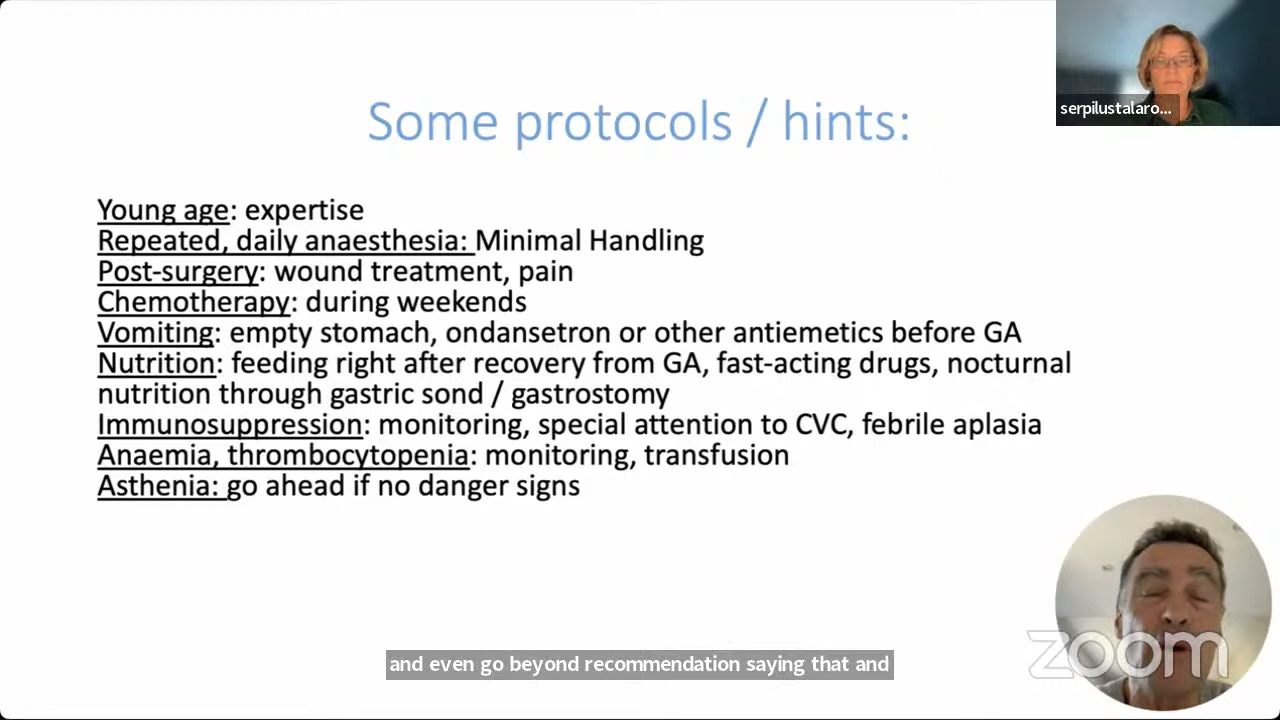 serpilustalaro...
Some protocols / hints:
Young age: expertise
Repeated, daily anaesthesia: Minimal Handling
Post-surgery: wound treatment, pain
Chemotherapy: during weekends
Vomiting: empty stomach, ondansetron or other antiemetics before GA
Nutrition: feeding right after recovery from GA, fast-acting drugs, nocturnal
nutrition through gastric sond / gastrostomy
Immunosuppression: monitoring, special attention to CVC, febrile aplasia
Anaemia, thrombocytopenia: monitoring, transfusion
Asthenia: go ahead if no danger signs
and even go beyond recommendation saying that and
zoom